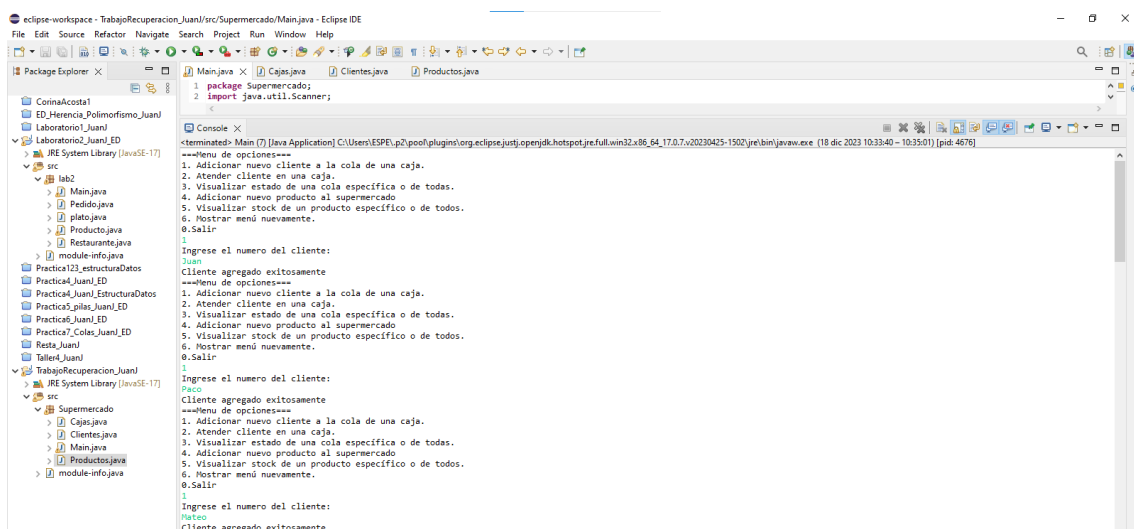 eclipse-workspace - TrabajoRecuperacion_JuanJ/src/Supermercado/Main.java - Eclipse IDE
File Edit Source Refactor Navigate Search Project Run Window Help
Package Explorer
CorinaAcosta1
ED_Herencia_Polimorfismo_JuanJ
Laboratorio1_JuanJ
Laboratorio2_JuanJ_ED
JRE System Library [JavaSE-17]
src
lab2
Main.java
Pedido.java
plato.java
Producto.java
Restaurante.java
module-info.java
Practica123_estructuraDatos
Practica4_JuanJ_ED
Practica4_JuanJ_EstructuraDatos
Practica5_pilas_JuanJ_ED
Practica6_JuanJ_ED
Practica7_Colas_JuanJ_ED
Resta_JuanJ
Taller4_JuanJ
TrabajoRecuperacion_JuanJ
JRE System Library [JavaSE-17]
src
Supermercado
Cajas.java
Clientes.java
Main.java
Productos.java
module-info.java
Main.java Cajas.java Clientes.java Productos.java
1 package Supermercado;
2 import java.util.Scanner;
Console
<terminated> Main (7) [Java Application] C:\Users\ESPE\.p2\pool\plugins\org.eclipse.justj.openjdk.hotspot.jre.full.win32.x86_64_17.0.7.v20230425-1502\jre\bin\javaw.exe (18 dic 2023 10:33:40 – 10:35:01) [pid: 4676]
===Menu de opciones===
1. Adicionar nuevo cliente a la cola de una caja.
2. Atender cliente en una caja.
3. Visualizar estado de una cola específica o de todas.
4. Adicionar nuevo producto al supermercado
5. Visualizar stock de un producto específico o de todos.
6. Mostrar menú nuevamente.
0.Salir
1
Ingrese el numero del cliente:
Juan
Cliente agregado exitosamente
===Menu de opciones===
1. Adicionar nuevo cliente a la cola de una caja.
2. Atender cliente en una caja.
3. Visualizar estado de una cola específica o de todas.
4. Adicionar nuevo producto al supermercado
5. Visualizar stock de un producto específico o de todos.
6. Mostrar menú nuevamente.
0.Salir
1
Ingrese el numero del cliente:
Paco
Cliente agregado exitosamente
===Menu de opciones===
1. Adicionar nuevo cliente a la cola de una caja.
2. Atender cliente en una caja.
3. Visualizar estado de una cola específica o de todas.
4. Adicionar nuevo producto al supermercado
5. Visualizar stock de un producto específico o de todos.
6. Mostrar menú nuevamente.
0.Salir
1
Ingrese el numero del cliente:
Mateo
Cliente agregado exitosamente